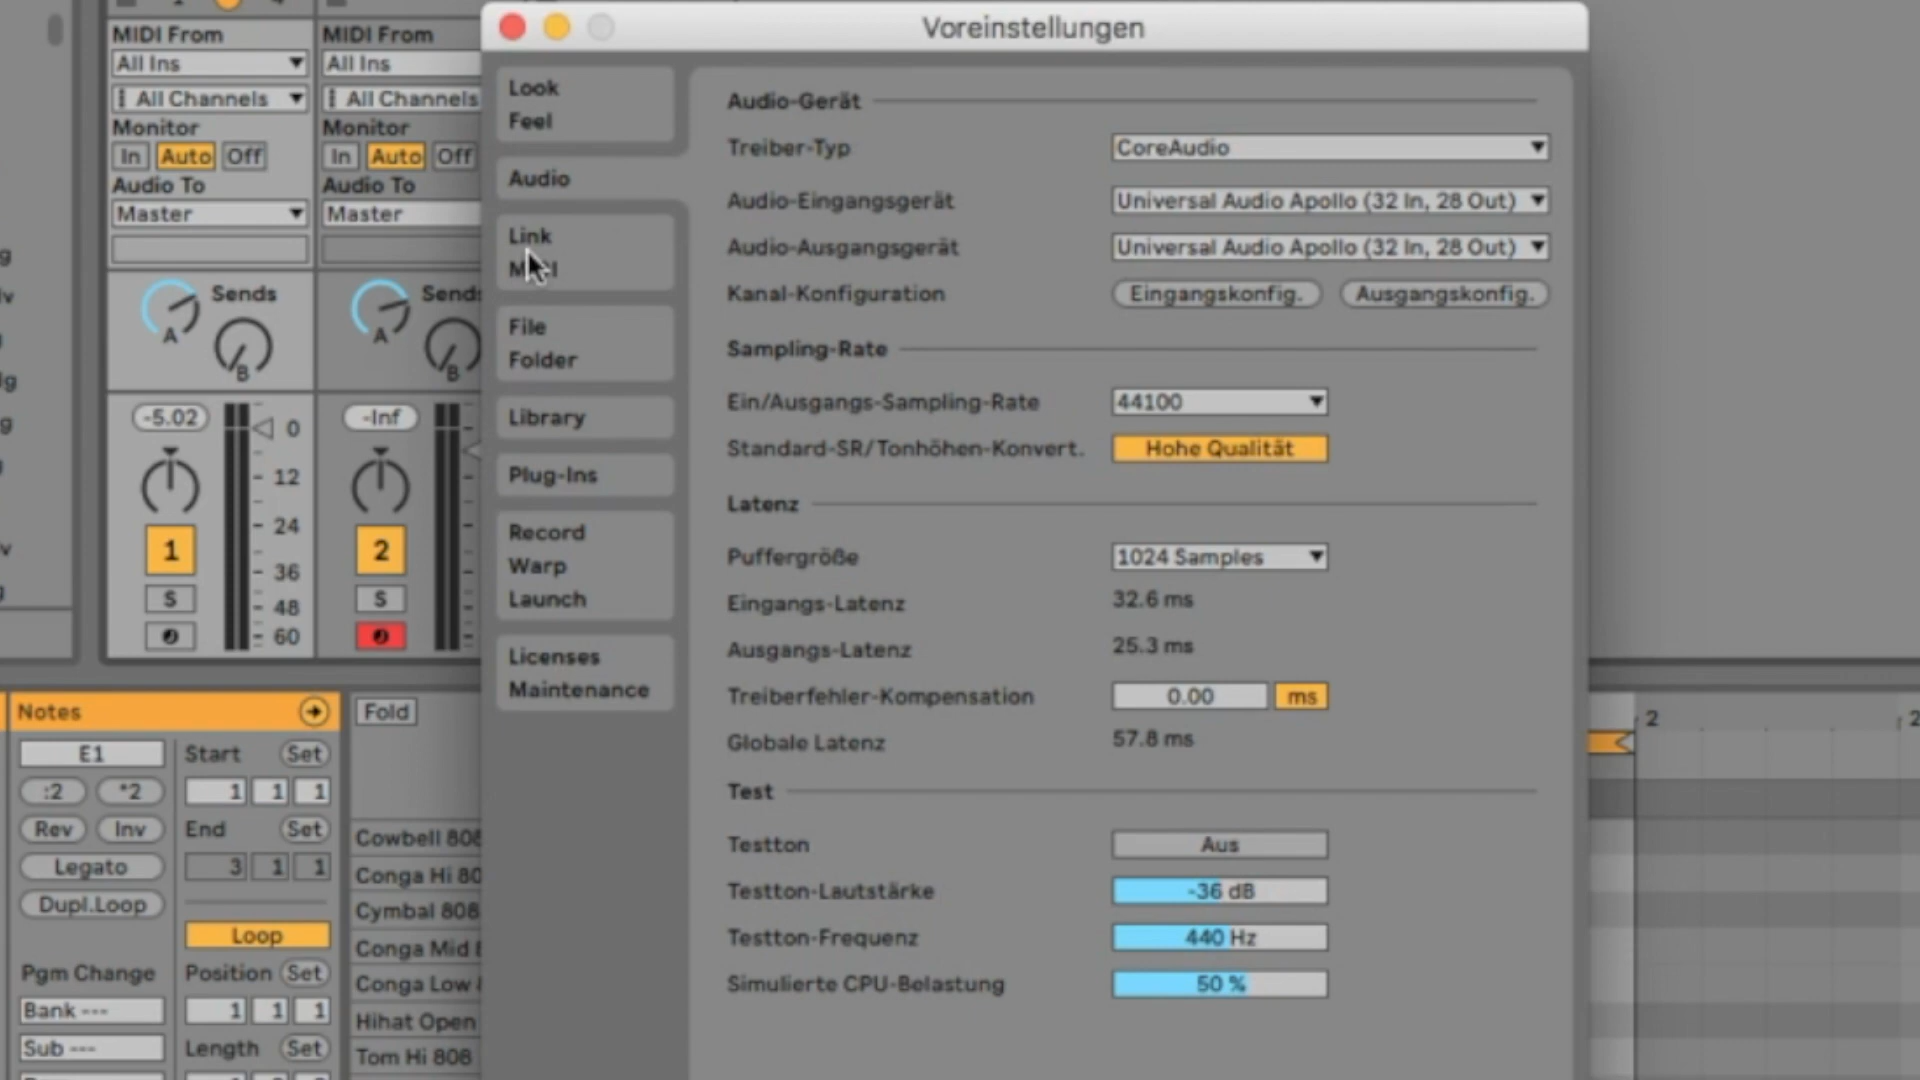 MIDI From
All Ins
All Channels
Monitor
In Auto Off
Audio To
Master
Sends
A
B
-5.02
0
12
24
36
48
60
1
S
MIDI From
All Ins
All Channels
Monitor
In Auto Off
Audio To
Master
Sends
A
B
-Inf
2
S
Voreinstellungen
Look
Feel
Audio
Link
File
Folder
Library
Plug-Ins
Record
Warp
Launch
Licenses
Maintenance
Audio-Gerät
Treiber-Typ CoreAudio
Audio-Eingangsgerät Universal Audio Apollo (32 In, 28 Out)
Audio-Ausgangsgerät Universal Audio Apollo (32 In, 28 Out)
Kanal-Konfiguration Eingangskonfig. Ausgangskonfig.
Sampling-Rate
Ein/Ausgangs-Sampling-Rate 44100
Standard-SR/Tonhöhen-Konvert. Hohe Qualität
Latenz
Puffergröße 1024 Samples
Eingangs-Latenz 32.6 ms
Ausgangs-Latenz 25.3 ms
Treiberfehler-Kompensation 0.00 ms
Globale Latenz 57.8 ms
Test
Testton Aus
Testton-Lautstärke -36 dB
Testton-Frequenz 440 Hz
Simulierte CPU-Belastung 50 %
Notes
E1
:2 *2
Rev Inv
Legato
Dupl.Loop
Pgm Change
Bank ---
Sub ---
Start Set
1 1 1
End Set
3 1 1
Loop
Position Set
1 1 1
Length Set
Fold
Cowbell 808
Conga Hi 80
Cymbal 808
Conga Mid
Conga Low
Hihat Open
Tom Hi 808
2